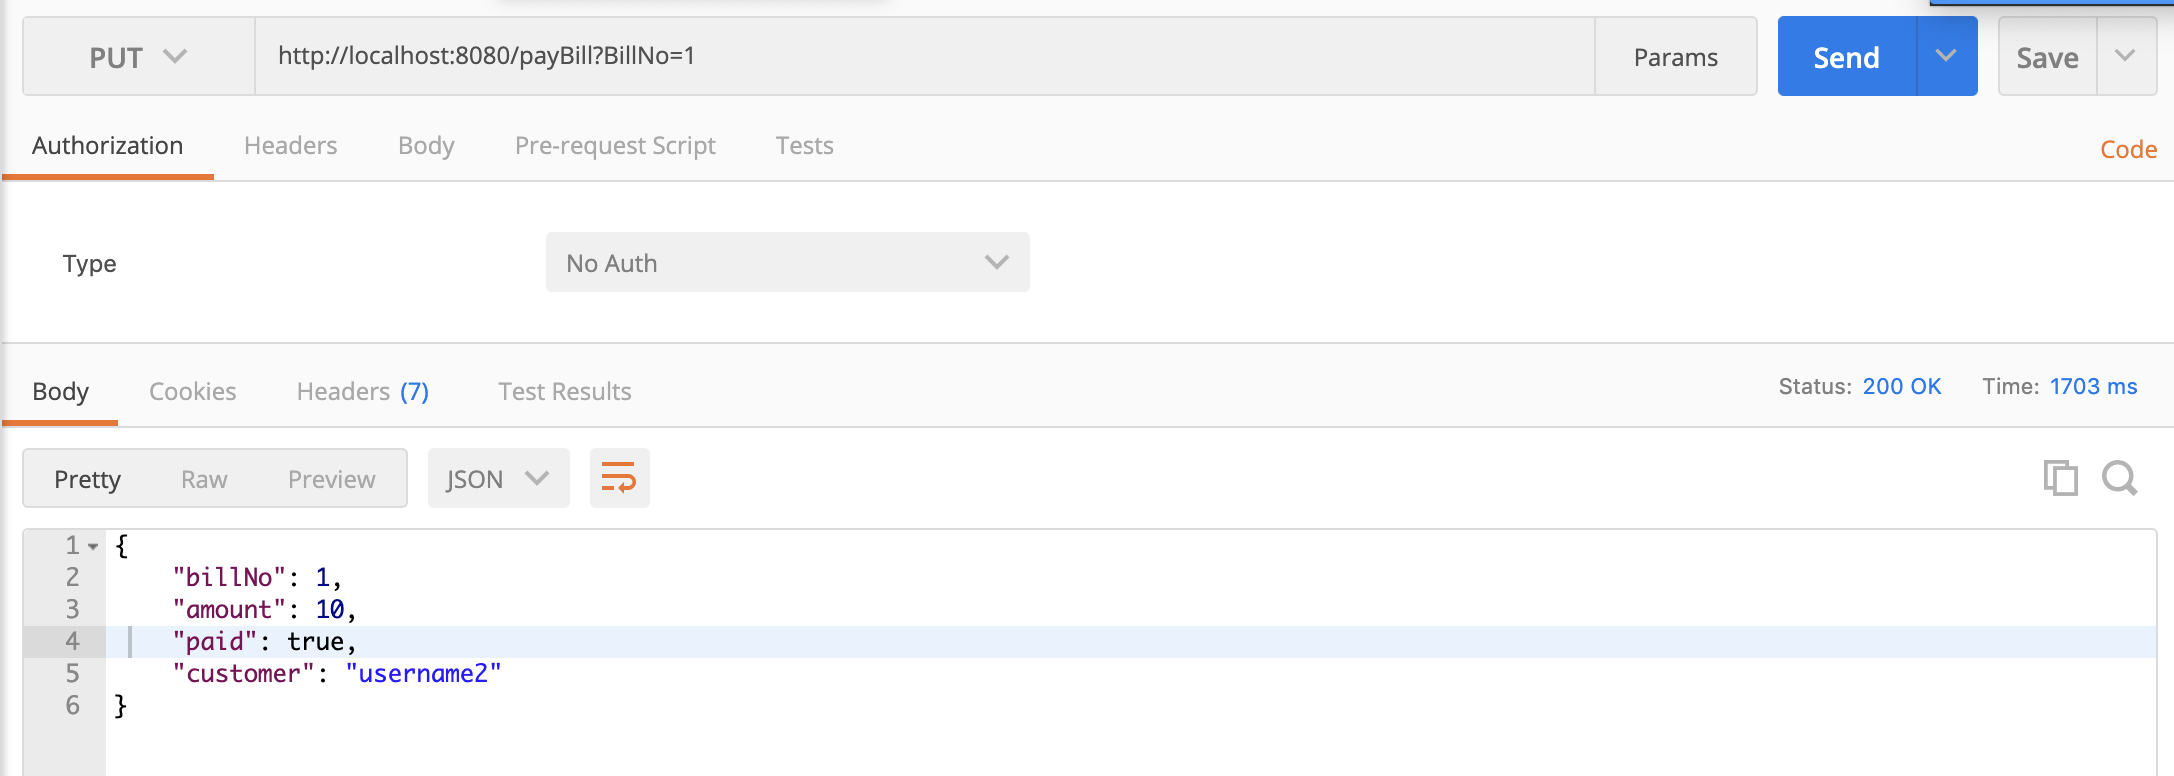 PUT http://localhost:8080/payBill?BillNo=1 Params Send Save
Authorization Headers Body Pre-request Script Tests Code
Type No Auth
Body Cookies Headers (7) Test Results Status: 200 OK Time: 1703 ms
Pretty Raw Preview JSON
1 {
2 "billNo": 1,
3 "amount": 10,
4 "paid": true,
5 "customer": "username2"
6 }